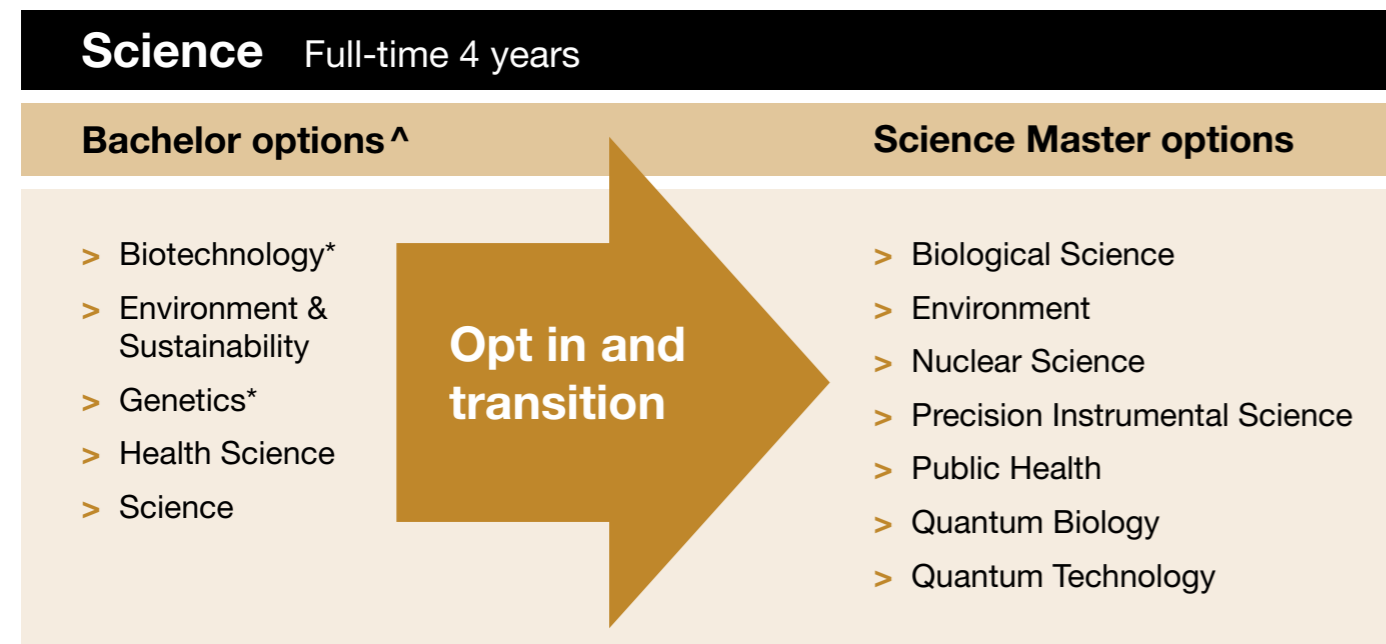 Science Full-time 4 years
Bachelor options ^
Science Master options
> Biotechnology*
> Environment &
Sustainability
> Genetics*
> Health Science
> Science
Opt in and
transition
> Biological Science
> Environment
> Nuclear Science
> Precision Instrumental Science
> Public Health
> Quantum Biology
> Quantum Technology